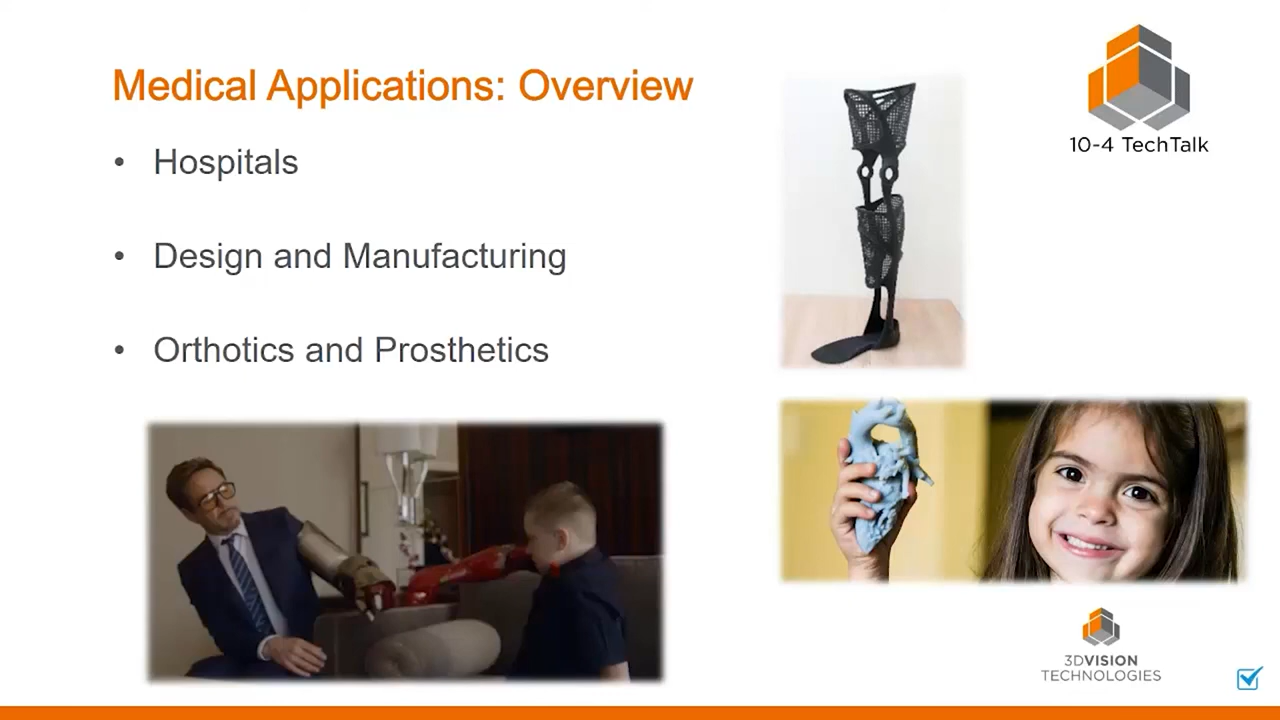 Medical Applications: Overview
• Hospitals
• Design and Manufacturing
• Orthotics and Prosthetics
10-4 TechTalk
3DVISION
TECHNOLOGIES